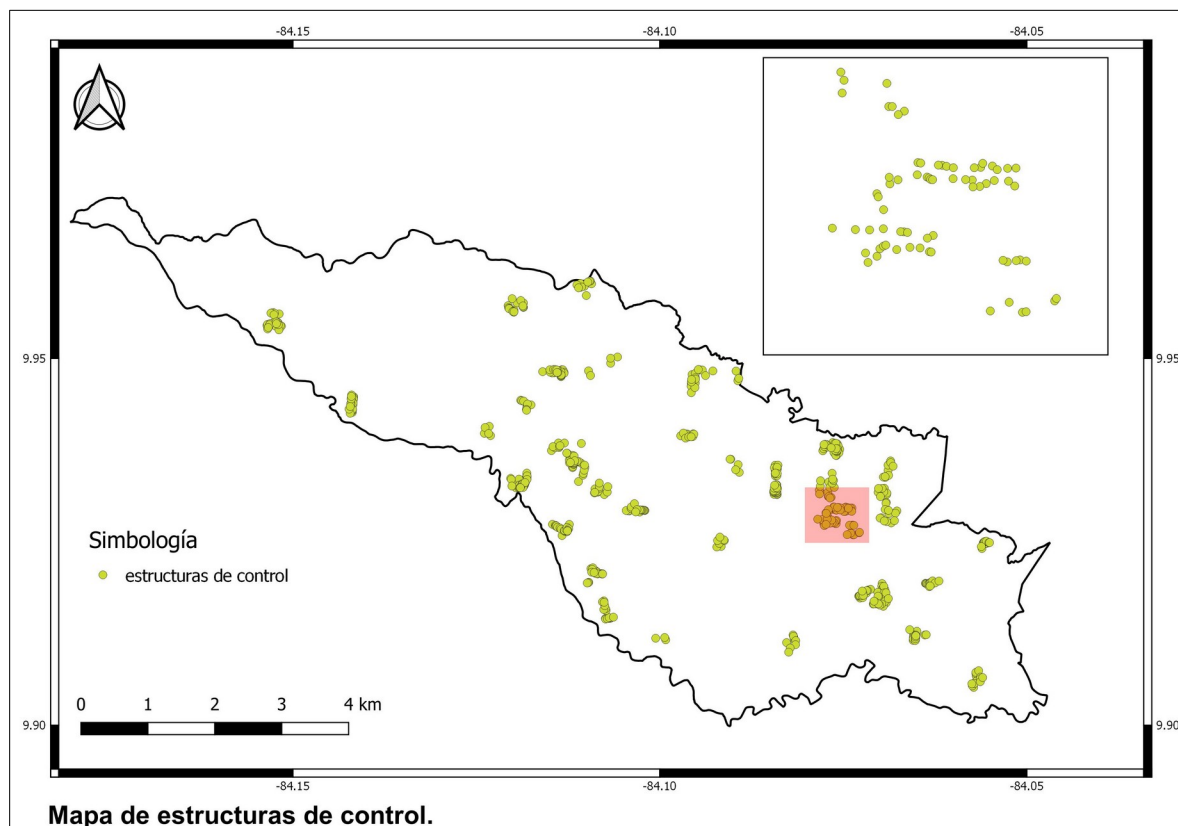 -84.15 -84.10 -84.05
9.95 9.95
Simbología
estructuras de control
0 1 2 3 4 km
9.90 9.90
-84.15 -84.10 -84.05
Mapa de estructuras de control.